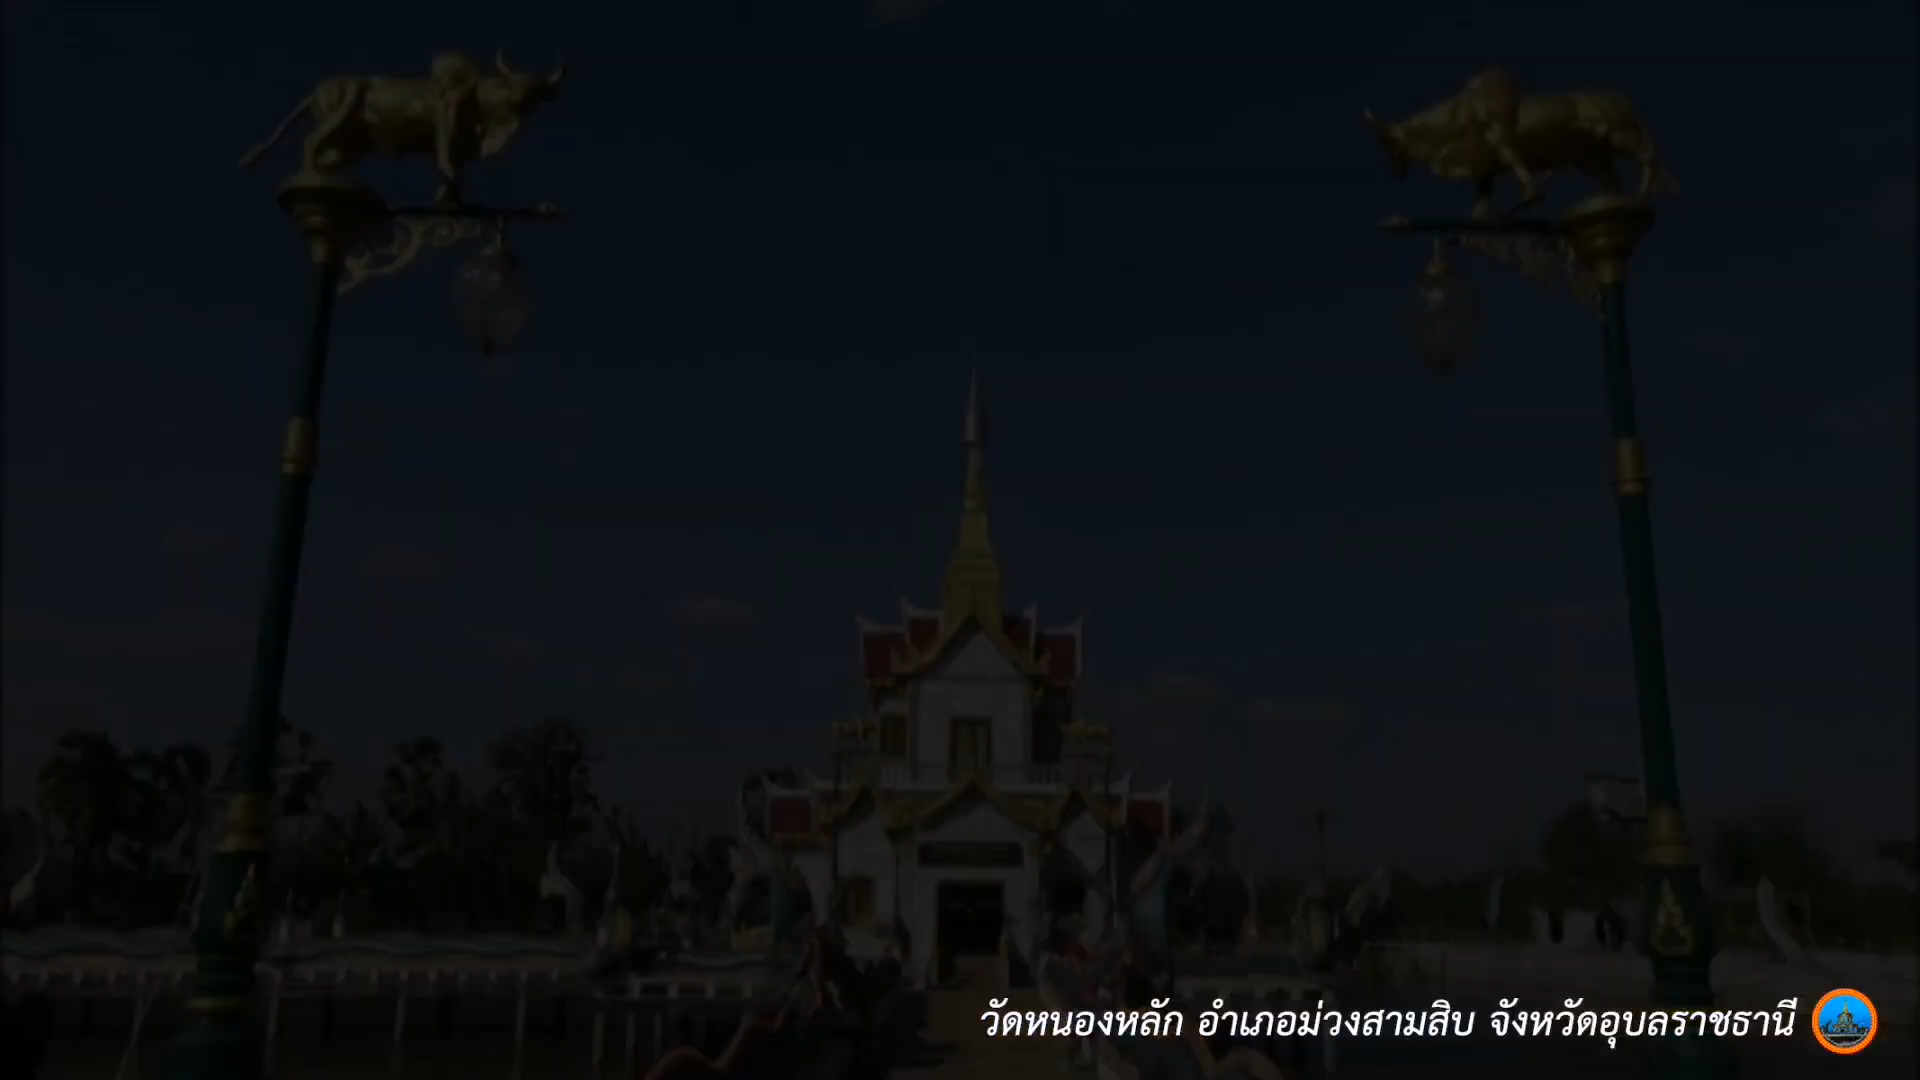 วัดหนองหลัก อำเภอม่วงสามสิบ จังหวัดอุบลราชธานี